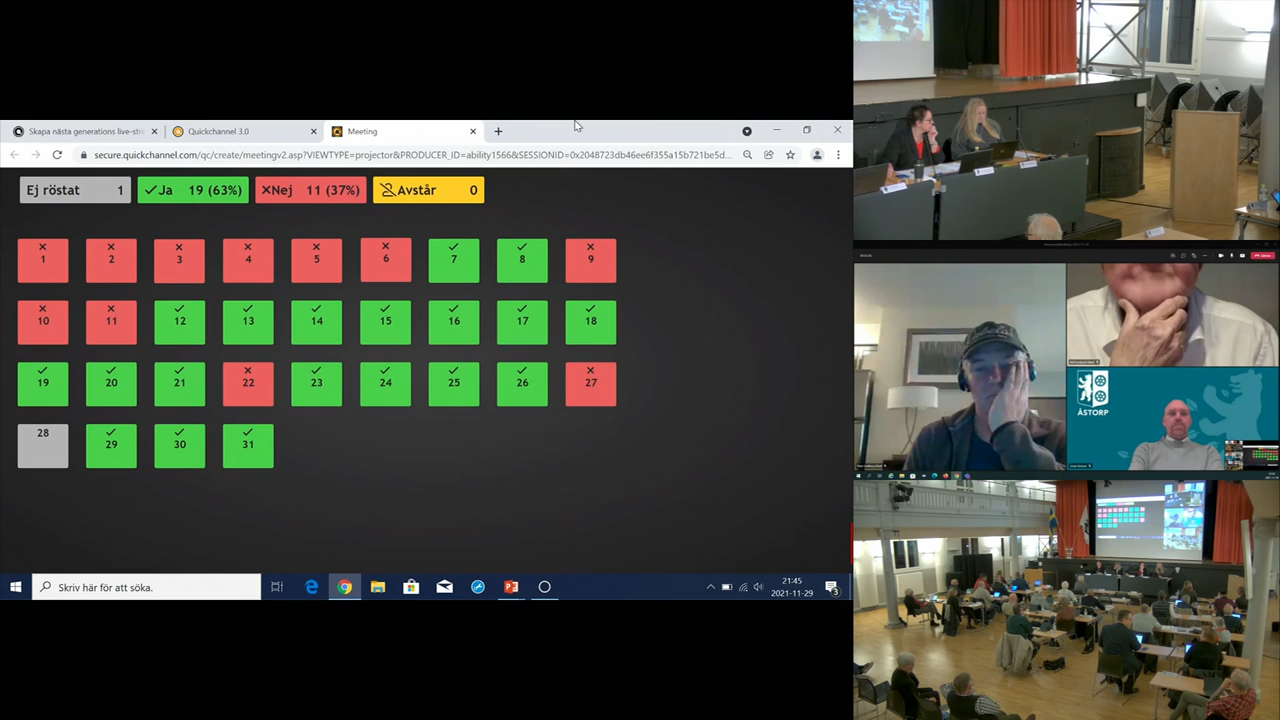 Skapa nästa generations live-str
Quickchannel 3.0
Meeting
secure.quickchannel.com/qc/create/meetingv2.asp?VIEWTYPE=projector&PRODUCER_ID=ability1566&SESSIONID=0x2048723db46ee6f355a15b721be5d...
Ej röstat 1
Ja 19 (63%)
Nej 11 (37%)
Avstår 0
1 2 3 4 5 6 7 8 9
10 11 12 13 14 15 16 17 18
19 20 21 22 23 24 25 26 27
28 29 30 31
Skriv här för att söka.
21:45
2021-11-29
3
ÅSTORP